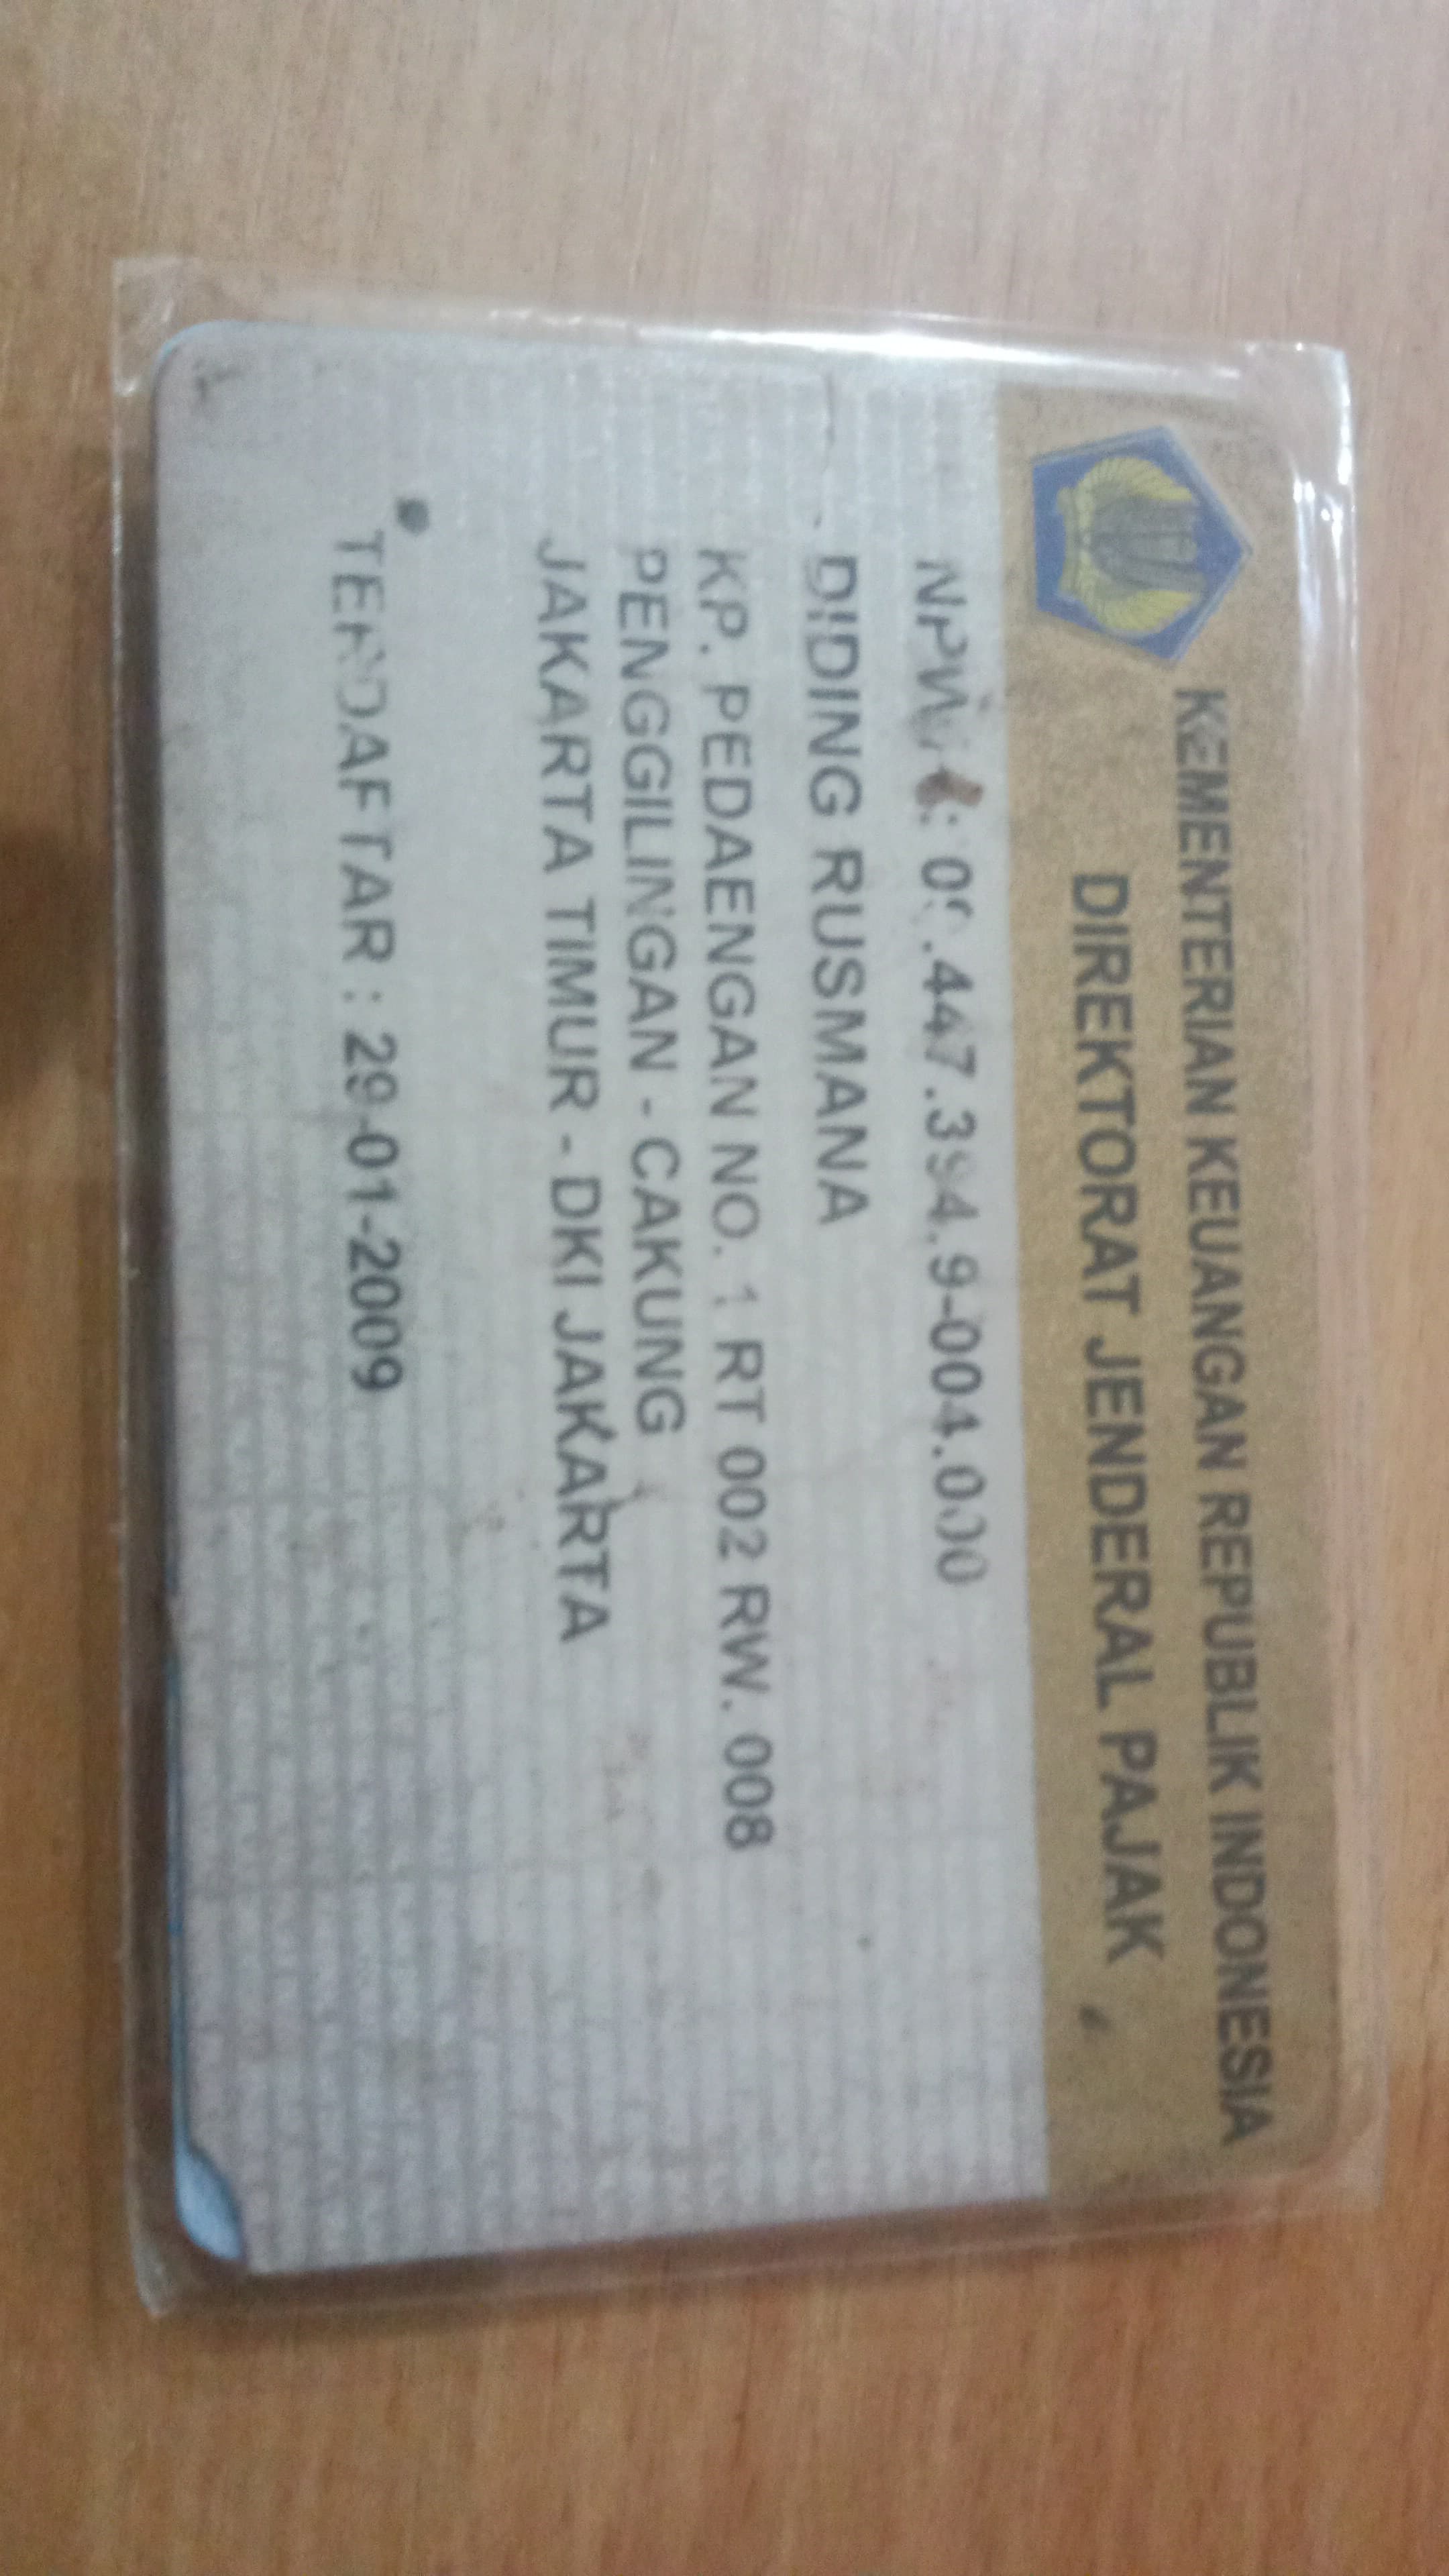 KEMENTERIAN KEUANGAN REPUBLIK INDONESIA
DIREKTORAT JENDERAL PAJAK
DIDING RUSMANA
KP. PEDAENGAN NO. 1 RT 002 RW. 008
PENGGILINGAN - CAKUNG
JAKARTA TIMUR - DKI JAKARTA
TERDAFTAR : 29-01-2009